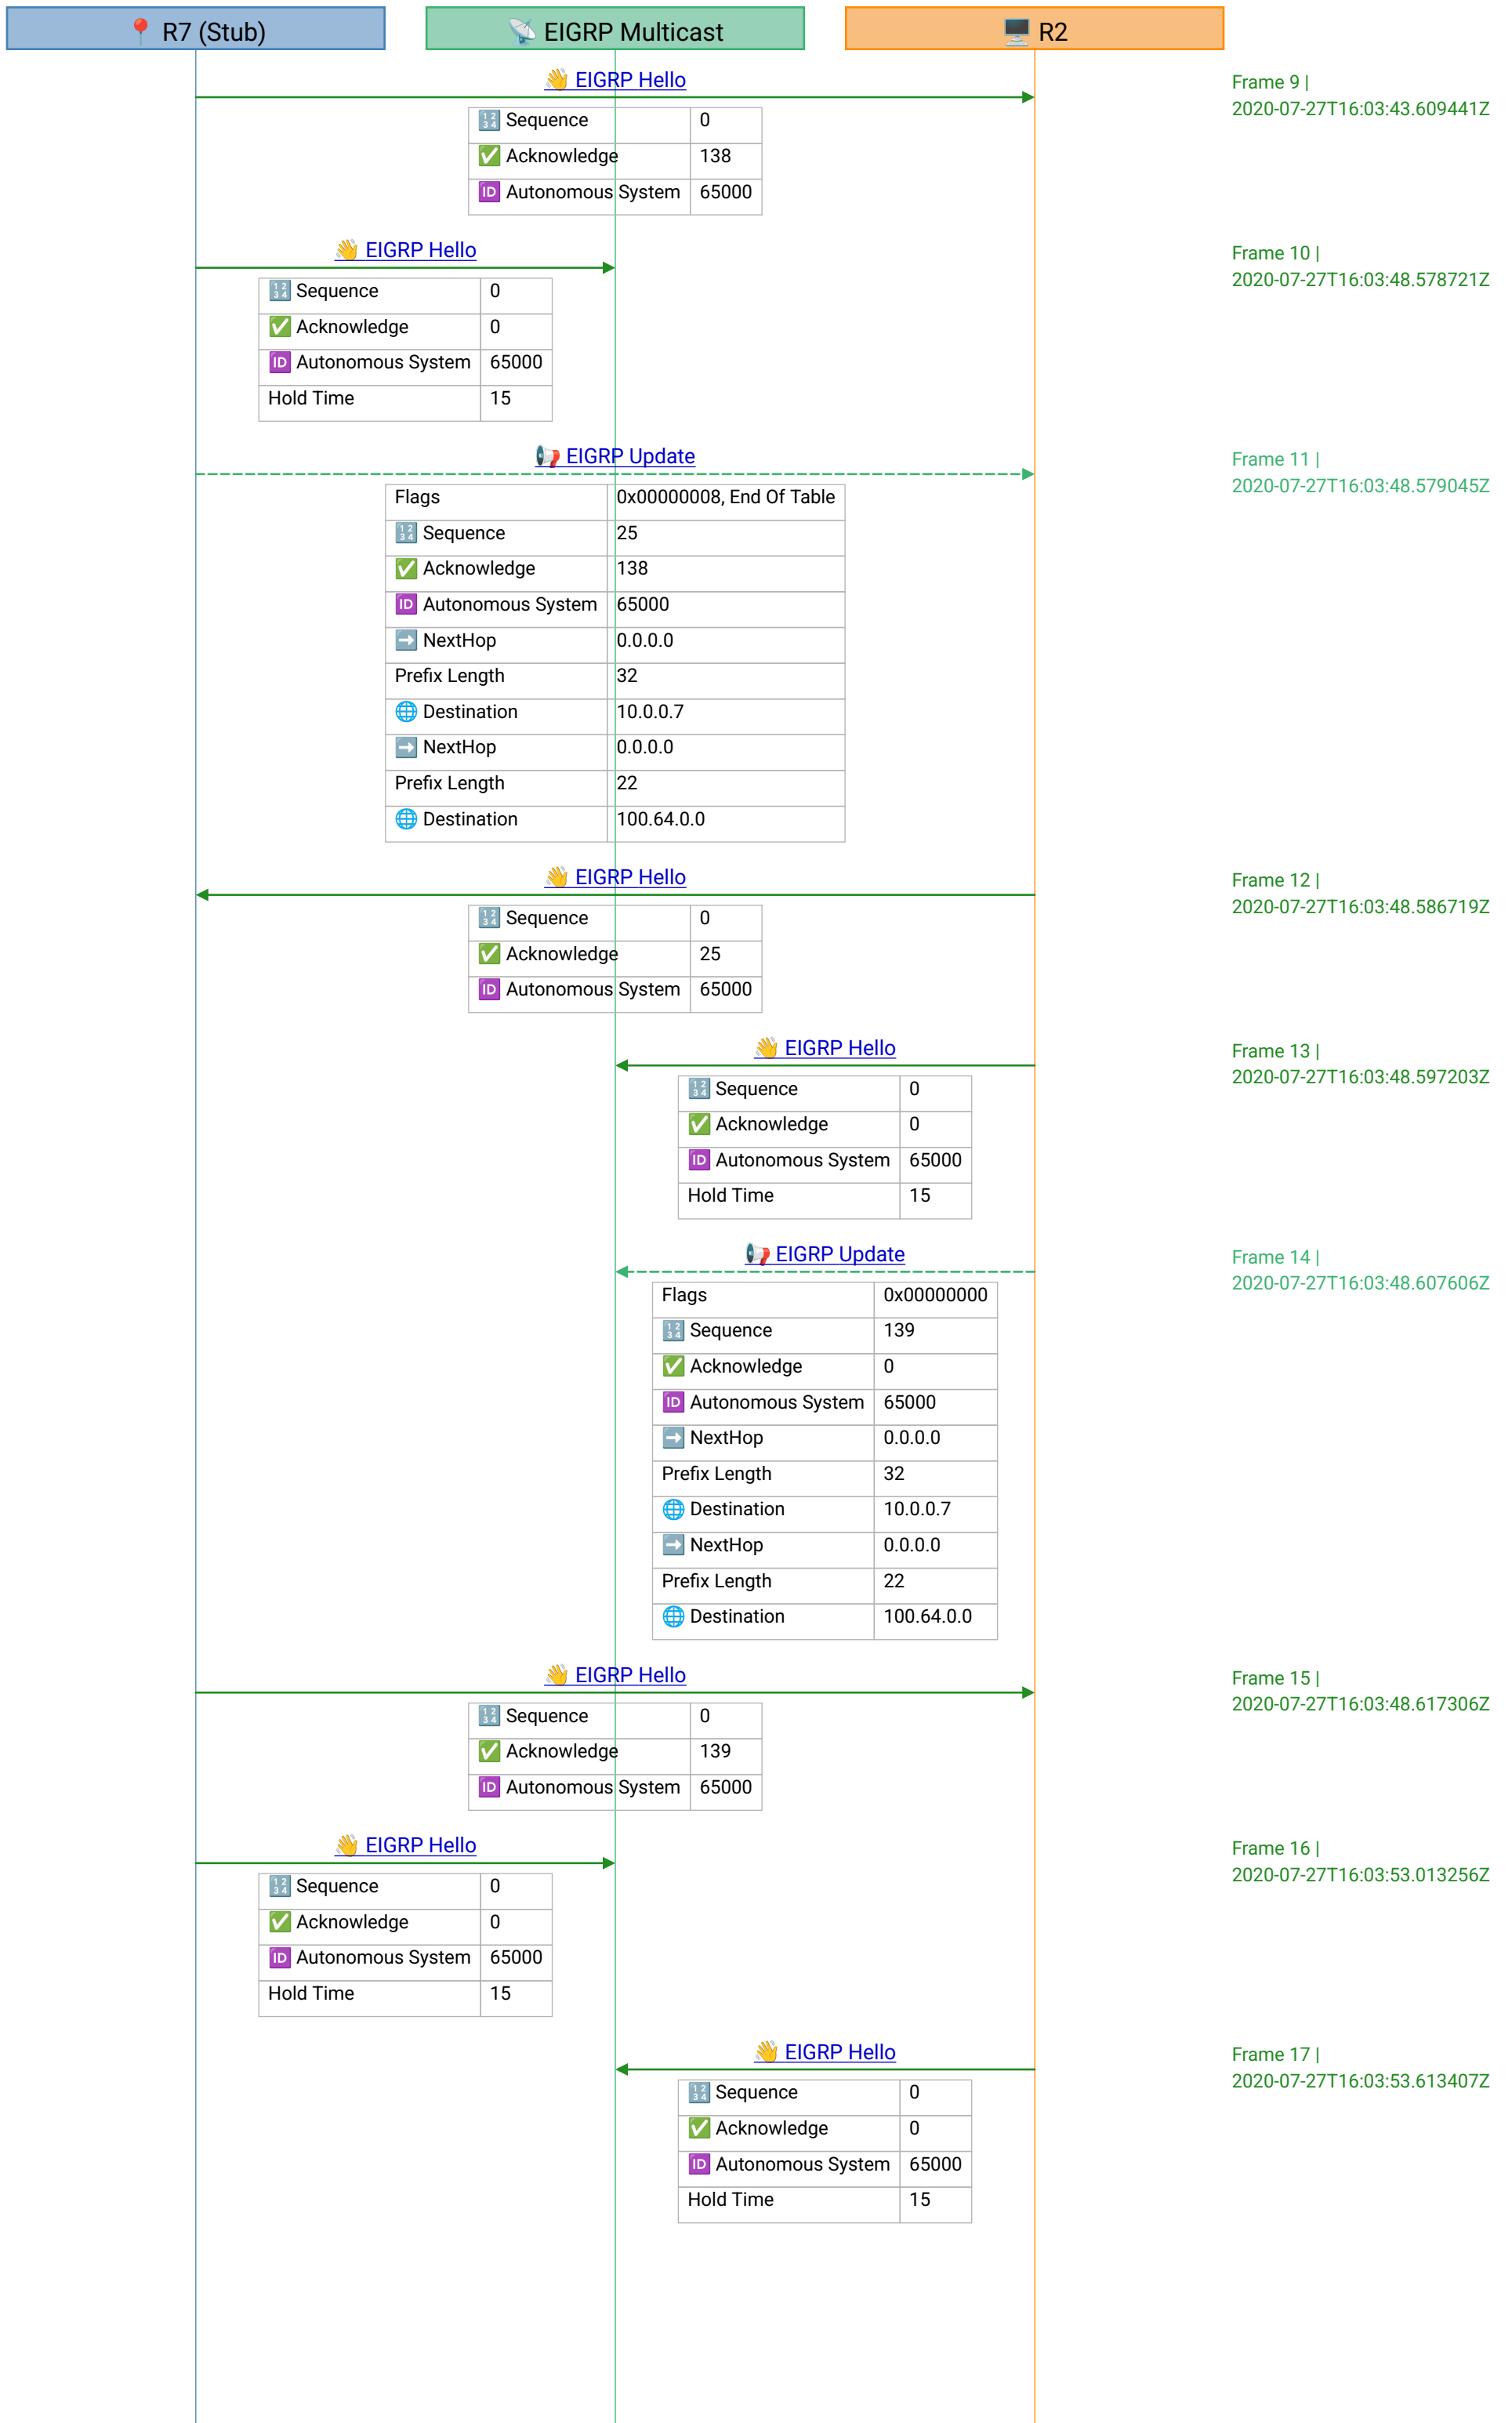 📍 R7 (Stub)
📡 EIGRP Multicast
🖥️ R2
👋 EIGRP Hello
Frame 9 |
2020-07-27T16:03:43.609441Z
🔢 Sequence 0
✅ Acknowledge 138
🆔 Autonomous System 65000
👋 EIGRP Hello
Frame 10 |
2020-07-27T16:03:48.578721Z
🔢 Sequence 0
✅ Acknowledge 0
🆔 Autonomous System 65000
Hold Time 15
📢 EIGRP Update
Frame 11 |
2020-07-27T16:03:48.579045Z
Flags 0x00000008, End Of Table
🔢 Sequence 25
✅ Acknowledge 138
🆔 Autonomous System 65000
➡️ NextHop 0.0.0.0
Prefix Length 32
🌐 Destination 10.0.0.7
➡️ NextHop 0.0.0.0
Prefix Length 22
🌐 Destination 100.64.0.0
👋 EIGRP Hello
Frame 12 |
2020-07-27T16:03:48.586719Z
🔢 Sequence 0
✅ Acknowledge 25
🆔 Autonomous System 65000
👋 EIGRP Hello
Frame 13 |
2020-07-27T16:03:48.597203Z
🔢 Sequence 0
✅ Acknowledge 0
🆔 Autonomous System 65000
Hold Time 15
📢 EIGRP Update
Frame 14 |
2020-07-27T16:03:48.607606Z
Flags 0x00000000
🔢 Sequence 139
✅ Acknowledge 0
🆔 Autonomous System 65000
➡️ NextHop 0.0.0.0
Prefix Length 32
🌐 Destination 10.0.0.7
➡️ NextHop 0.0.0.0
Prefix Length 22
🌐 Destination 100.64.0.0
👋 EIGRP Hello
Frame 15 |
2020-07-27T16:03:48.617306Z
🔢 Sequence 0
✅ Acknowledge 139
🆔 Autonomous System 65000
👋 EIGRP Hello
Frame 16 |
2020-07-27T16:03:53.013256Z
🔢 Sequence 0
✅ Acknowledge 0
🆔 Autonomous System 65000
Hold Time 15
👋 EIGRP Hello
Frame 17 |
2020-07-27T16:03:53.613407Z
🔢 Sequence 0
✅ Acknowledge 0
🆔 Autonomous System 65000
Hold Time 15